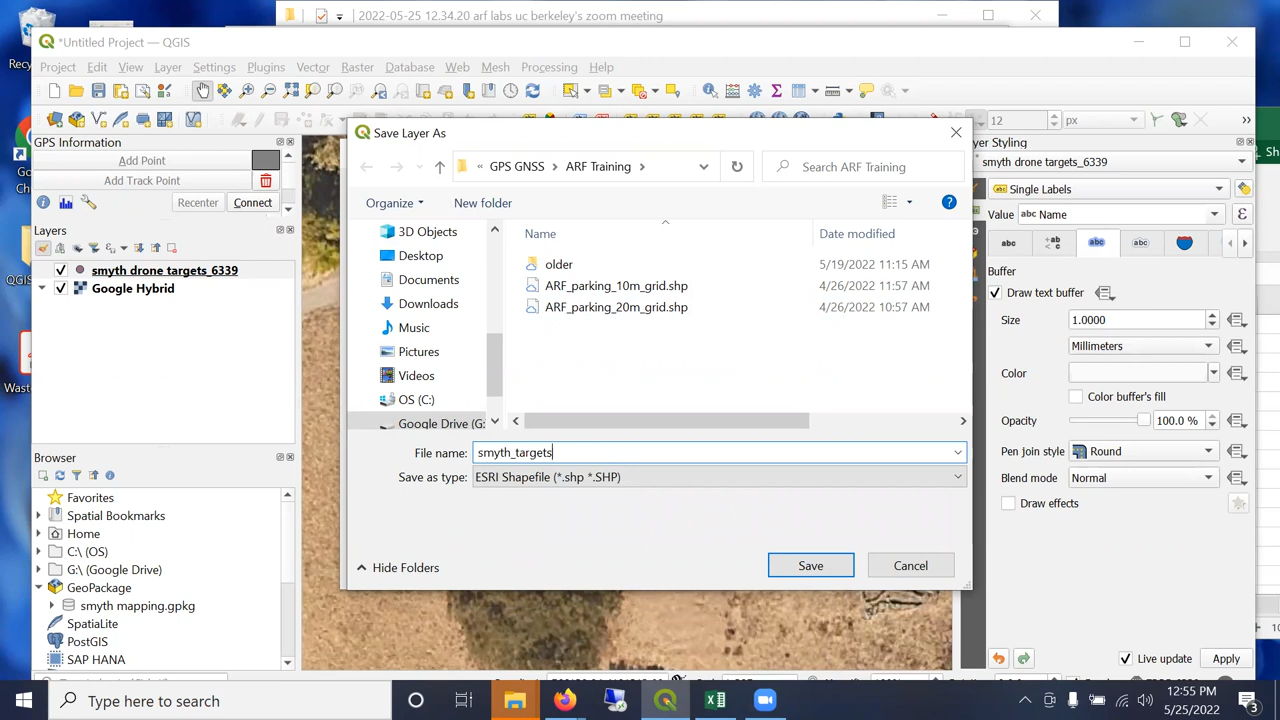 2022-05-25 12.34.20 arf labs uc berkeley's zoom meeting
*Untitled Project — QGIS
Project Edit View Layer Settings Plugins Vector Raster Database Web Mesh Processing Help
12 px
GPS Information
Add Point
Add Track Point
Recenter Connect
Layers
smyth drone targets_6339
Google Hybrid
Browser
Favorites
Spatial Bookmarks
Home
C:\ (OS)
G:\ (Google Drive)
GeoPackage
smyth mapping.gpkg
SpatiaLite
PostGIS
SAP HANA
Save Layer As
« GPS GNSS ARF Training
Search ARF Training
Organize New folder
3D Objects
Desktop
Documents
Downloads
Music
Pictures
Videos
OS (C:)
Google Drive (G:
Name Date modified
older 5/19/2022 11:15 AM
ARF_parking_10m_grid.shp 4/26/2022 11:57 AM
ARF_parking_20m_grid.shp 4/26/2022 10:57 AM
File name: smyth_targets
Save as type: ESRI Shapefile (*.shp *.SHP)
Hide Folders
Save Cancel
Layer Styling
smyth drone targets_6339
Single Labels
Value abc Name
abc
Buffer
Draw text buffer
Size 1.0000
Millimeters
Color
Color buffer's fill
Opacity 100.0 %
Pen join style Round
Blend mode Normal
Draw effects
Live update Apply
Type here to search
12:55 PM
5/25/2022
3